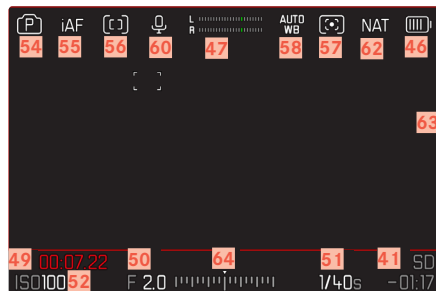 P iAF L R AUTO WB NAT
54 55 56 60 47 58 57 62 46
63
49 50 64 51 41
00:07:22 SD
ISO100 52 F 2.0 1/40s −01:17